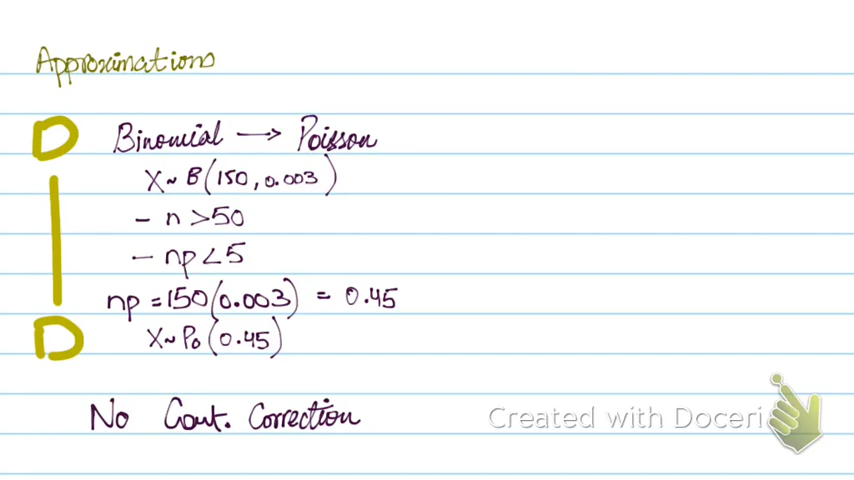 Approximations
D
Binomial → Poisson
X~ B(150, 0.003)
- n >50
- np < 5
np = 150(0.003) = 0.45
D
X~ Po(0.45)
No Cont. Correction
Created with Doceri